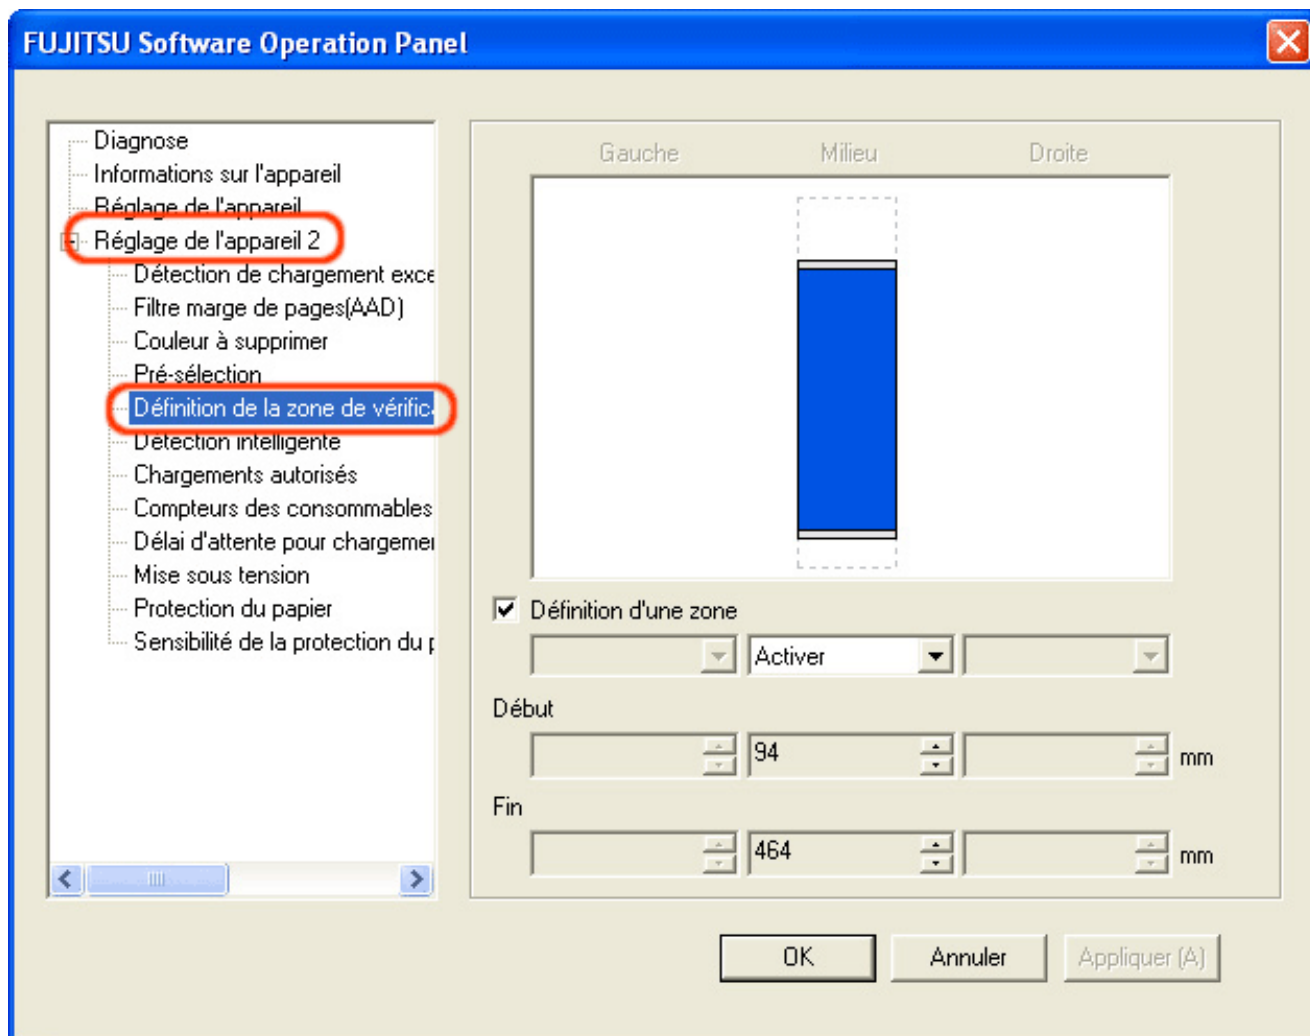 FUJITSU Software Operation Panel
Diagnose
Informations sur l'appareil
Réglage de l'appareil
Réglage de l'appareil 2
Détection de chargement exce
Filtre marge de pages(AAD)
Couleur à supprimer
Pré-sélection
Définition de la zone de vérific
Détection intelligente
Chargements autorisés
Compteurs des consommables
Délai d'attente pour chargemer
Mise sous tension
Protection du papier
Sensibilité de la protection du p
Gauche Milieu Droite
Définition d'une zone
Activer
Début
94 mm
Fin
464 mm
OK Annuler Appliquer (A)